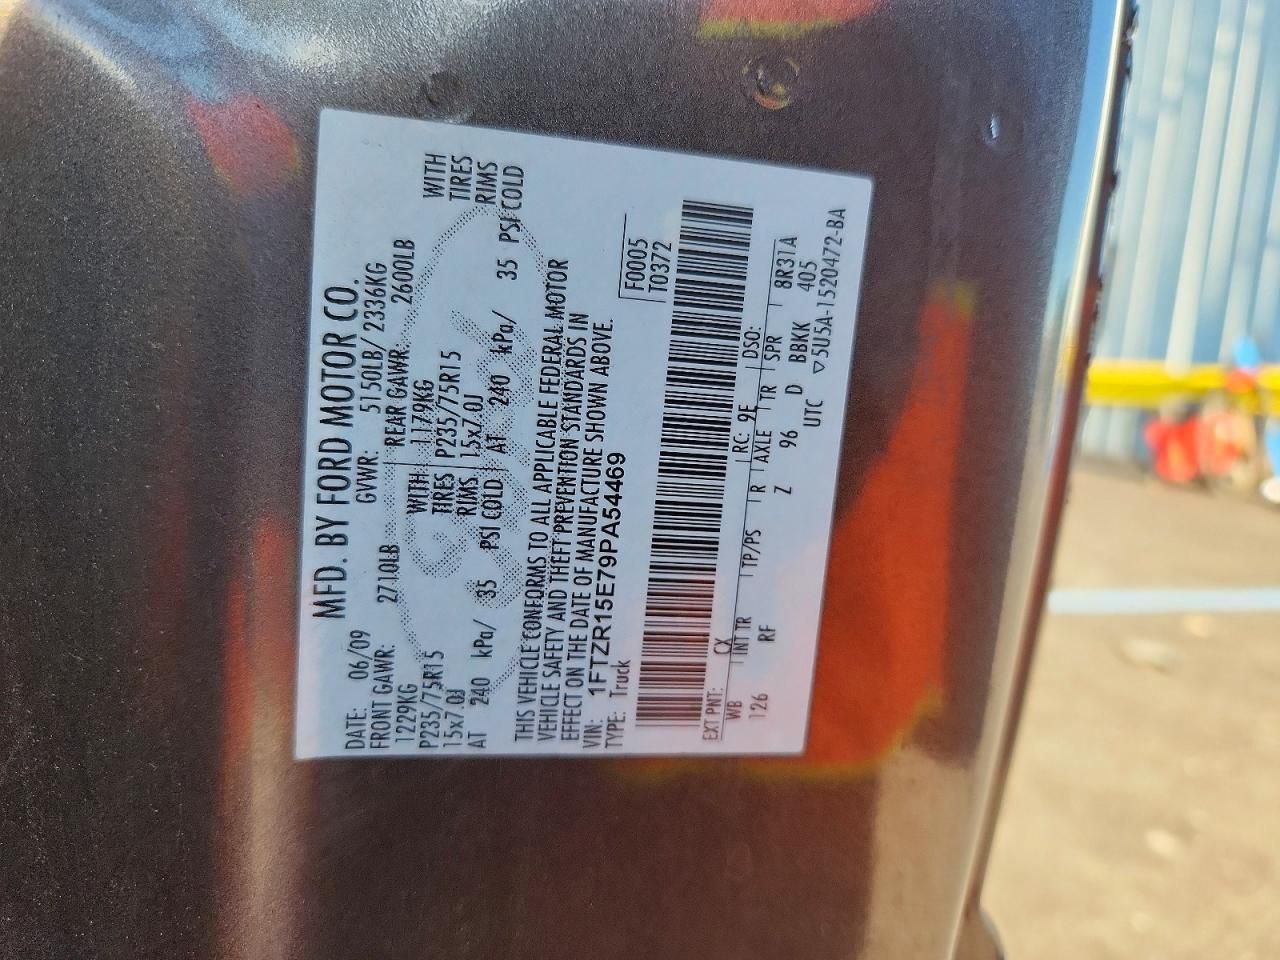 MFD. BY FORD MOTOR CO.
DATE: 06/09 GVWR: 5150LB/ 2336KG
FRONT GAWR: 2710LB REAR GAWR: 2600LB
1229KG WITH 1179KG WITH
P235/75R15 TIRES P235/75R15 TIRES
15x7.0J RIMS 15x7.0J RIMS
AT 240 kPa/ 35 PSI COLD AT 240 kPa/ 35 PSI COLD
THIS VEHICLE CONFORMS TO ALL APPLICABLE FEDERAL MOTOR
VEHICLE SAFETY AND THEFT PREVENTION STANDARDS IN
EFFECT ON THE DATE OF MANUFACTURE SHOWN ABOVE.
VIN: 1FTZR15E79PA54469
TYPE: Truck
F0005
T0372
EXT PNT: CX RC: 9E DSO:
WB INT TR TP/PS R AXLE TR SPR 8R31A
126 RF Z 96 D BBKK 405
UTC ▽5U5A-1520472-BA